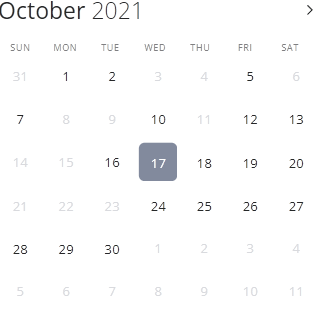 October 2021
SUN MON TUE WED THU FRI SAT
31 1 2 3 4 5 6
7 8 9 10 11 12 13
14 15 16 17 18 19 20
21 22 23 24 25 26 27
28 29 30 1 2 3 4
5 6 7 8 9 10 11